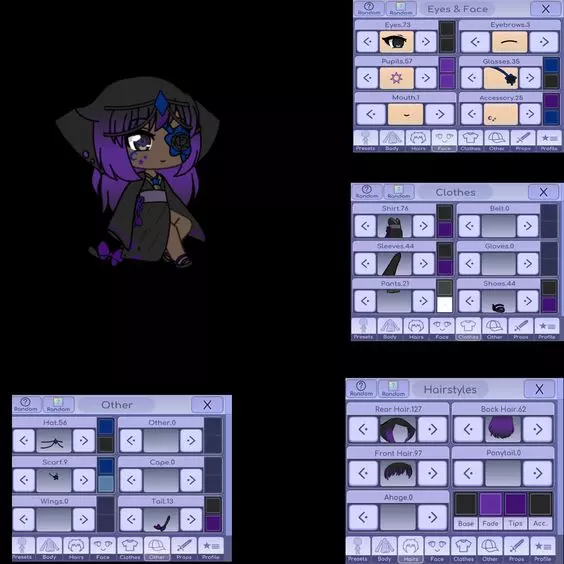 Random Random Eyes & Face X
Eyes.73 Eyebrows.3
Pupils.57 Glasses.35
Mouth.1 Accessory.28
Presets Body Hairs Face Clothes Other Props Profile
Random Random Clothes X
Shirt.76 Belt.0
Sleeves.44 Gloves.0
Pants.21 Shoes.44
Presets Body Hairs Face Clothes Other Props Profile
Random Random Other X
Hat.56 Other.0
Scarf.9 Cape.0
Wings.0 Tail.13
Presets Body Hairs Face Clothes Other Props Profile
Random Random Hairstyles X
Rear Hair.127 Back Hair.62
Front Hair.97 Ponytail.0
Ahoge.0
Base Fade Tips Acc.
Presets Body Hairs Face Clothes Other Props Profile